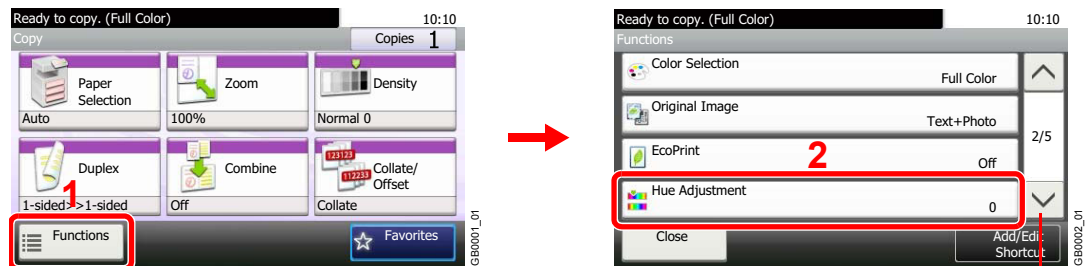 Ready to copy. (Full Color)
10:10
Copy
Copies 1
Paper
Selection
Auto
Zoom
100%
Density
Normal 0
Duplex
1-sided>>1-sided
Combine
Off
123123
112233
Collate/
Offset
Collate
1
Functions
Favorites
GB0001_01
Ready to copy. (Full Color)
10:10
Functions
Color Selection
Full Color
Original Image
Text+Photo
2/5
EcoPrint
Off
2
Hue Adjustment
0
Close
Add/Edit
Shortcut
GB0002_01